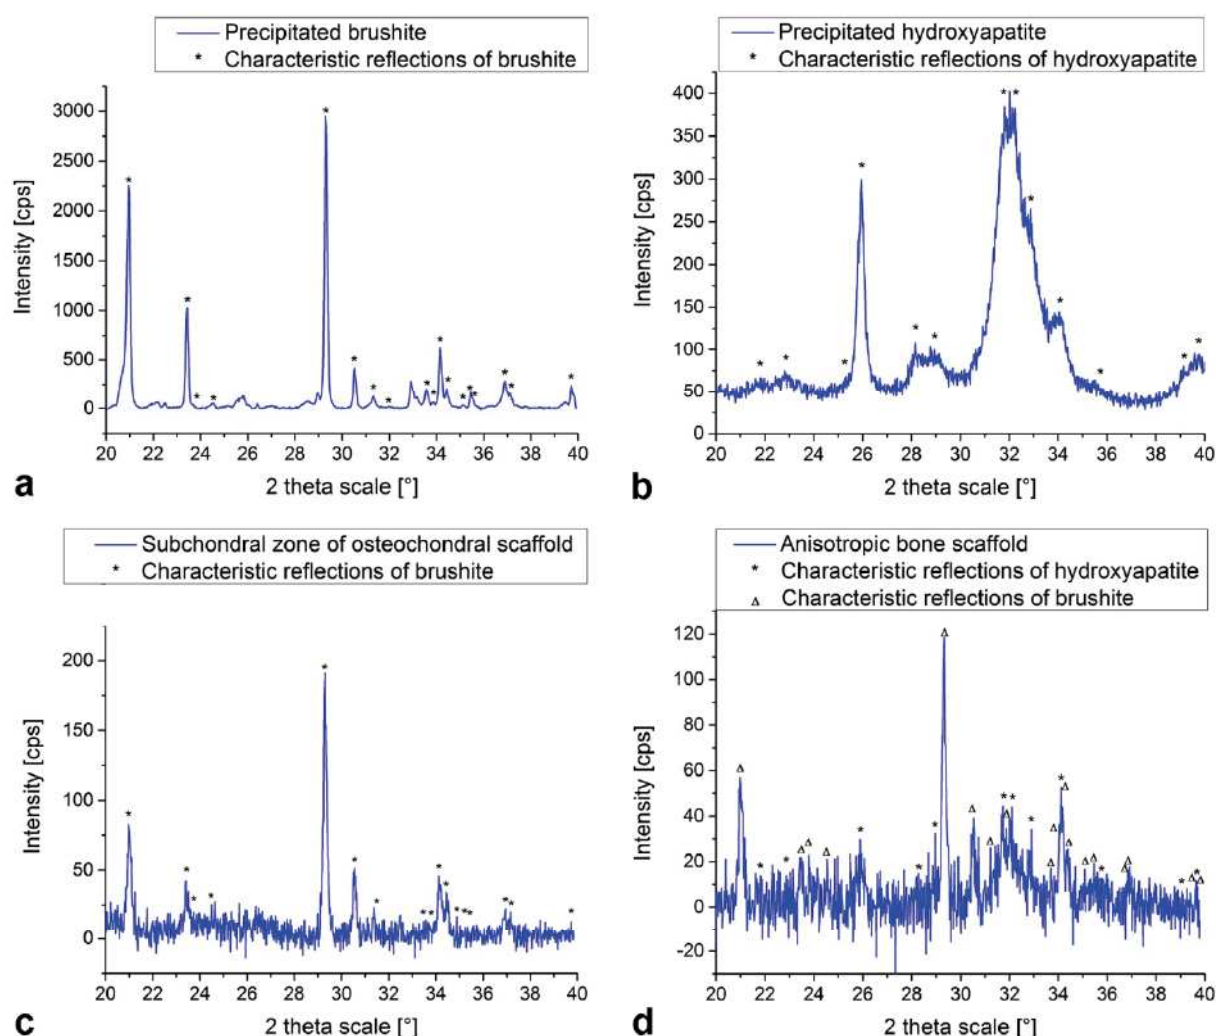 Precipitated brushite
* Characteristic reflections of brushite
Intensity [cps]
3000
2500
2000
1500
1000
500
0
20 22 24 26 28 30 32 34 36 38 40
2 theta scale [°]
a
Precipitated hydroxyapatite
* Characteristic reflections of hydroxyapatite
Intensity [cps]
400
350
300
250
200
150
100
50
0
20 22 24 26 28 30 32 34 36 38 40
2 theta scale [°]
b
Subchondral zone of osteochondral scaffold
* Characteristic reflections of brushite
Intensity [cps]
200
150
100
50
0
20 22 24 26 28 30 32 34 36 38 40
2 theta scale [°]
c
Anisotropic bone scaffold
* Characteristic reflections of hydroxyapatite
Δ Characteristic reflections of brushite
Intensity [cps]
120
100
80
60
40
20
0
-20
20 22 24 26 28 30 32 34 36 38 40
2 theta scale [°]
d